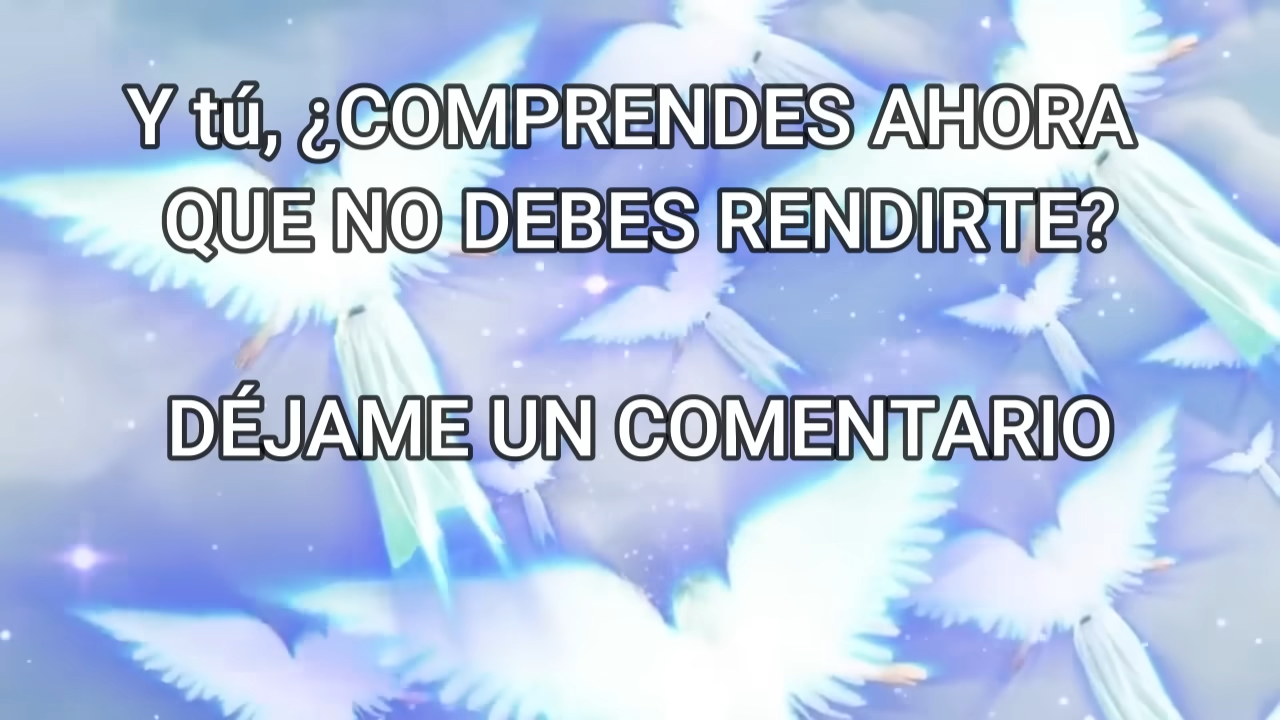 Y tú, ¿COMPRENDES AHORA
QUE NO DEBES RENDIRTE?
DÉJAME UN COMENTARIO